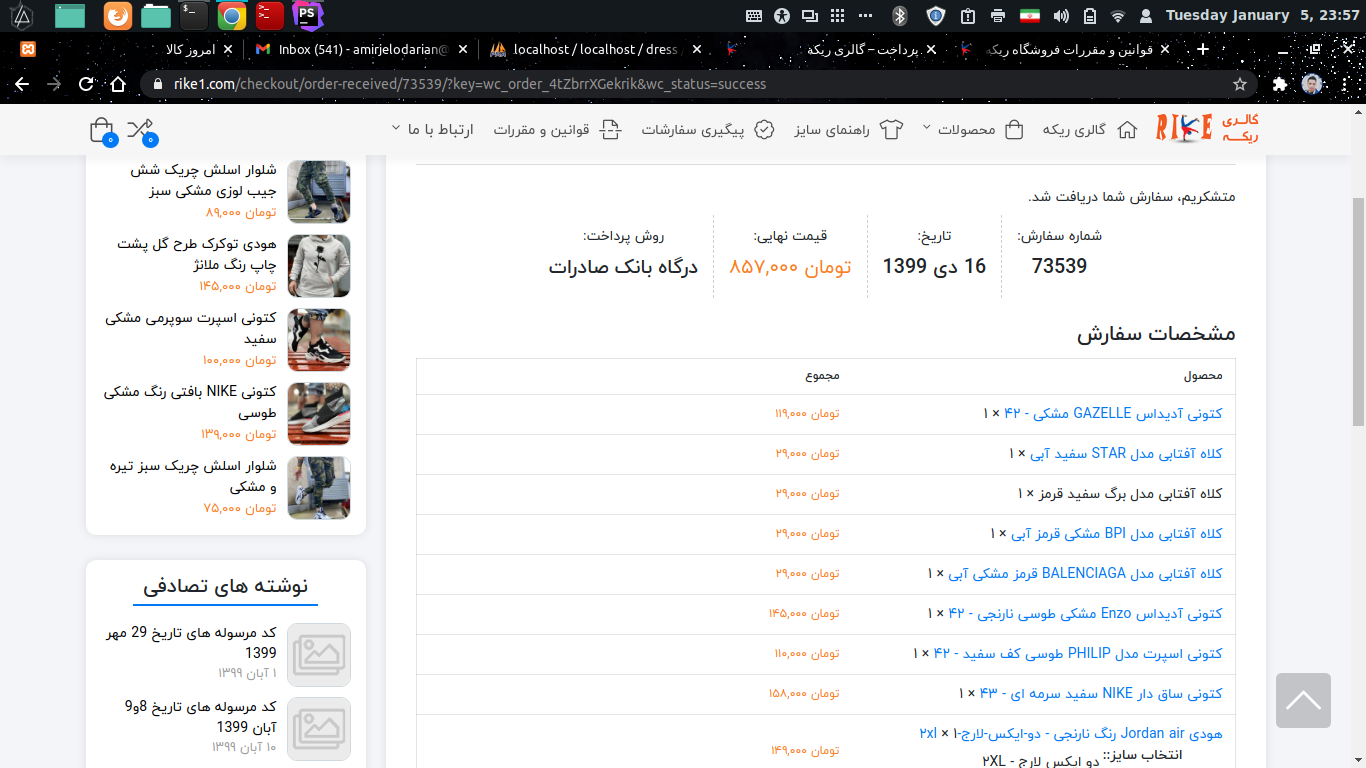 Tuesday January 5, 23:57
امروز کالا
Inbox (541) - amirjelodarian@
localhost / localhost / dress /
پرداخت – گالری ریکه
قوانین و مقررات فروشگاه ریکه
rike1.com/checkout/order-received/73539/?key=wc_order_4tZbrrXGekrik&wc_status=success
RIKE
گالری
ریکه
گالری ریکه
محصولات
راهنمای سایز
پیگیری سفارشات
قوانین و مقررات
ارتباط با ما
۰
۰
متشکریم، سفارش شما دریافت شد.
شماره سفارش:
73539
تاریخ:
16 دی 1399
قیمت نهایی:
تومان ۸۵۷,۰۰۰
روش پرداخت:
درگاه بانک صادرات
مشخصات سفارش
محصول
مجموع
کتونی آدیداس GAZELLE مشکی - ۴۲ × ۱
تومان ۱۱۹,۰۰۰
کلاه آفتابی مدل STAR سفید آبی × ۱
تومان ۲۹,۰۰۰
کلاه آفتابی مدل برگ سفید قرمز × ۱
تومان ۲۹,۰۰۰
کلاه آفتابی مدل BPI مشکی قرمز آبی × ۱
تومان ۲۹,۰۰۰
کلاه آفتابی مدل BALENCIAGA قرمز مشکی آبی × ۱
تومان ۲۹,۰۰۰
کتونی آدیداس Enzo مشکی طوسی نارنجی - ۴۲ × ۱
تومان ۱۴۵,۰۰۰
کتونی اسپرت مدل PHILIP طوسی کف سفید - ۴۲ × ۱
تومان ۱۱۰,۰۰۰
کتونی ساق دار NIKE سفید سرمه ای - ۴۳ × ۱
تومان ۱۵۸,۰۰۰
هودی Jordan air رنگ نارنجی - دو-ایکس-لارج-۲xl × ۱
انتخاب سایز:: دو ایکس لارج - ۲XL
تومان ۱۴۹,۰۰۰
شلوار اسلش چریک شش
جیب لوزی مشکی سبز
تومان ۸۹,۰۰۰
هودی توکرک طرح گل پشت
چاپ رنگ ملانژ
تومان ۱۴۵,۰۰۰
کتونی اسپرت سوپرمی مشکی
سفید
تومان ۱۰۰,۰۰۰
کتونی NIKE بافتی رنگ مشکی
طوسی
تومان ۱۳۹,۰۰۰
شلوار اسلش چریک سبز تیره
و مشکی
تومان ۷۵,۰۰۰
نوشته های تصادفی
کد مرسوله های تاریخ 29 مهر
1399
۱ آبان ۱۳۹۹
کد مرسوله های تاریخ 8و9
آبان 1399
۱۰ آبان ۱۳۹۹